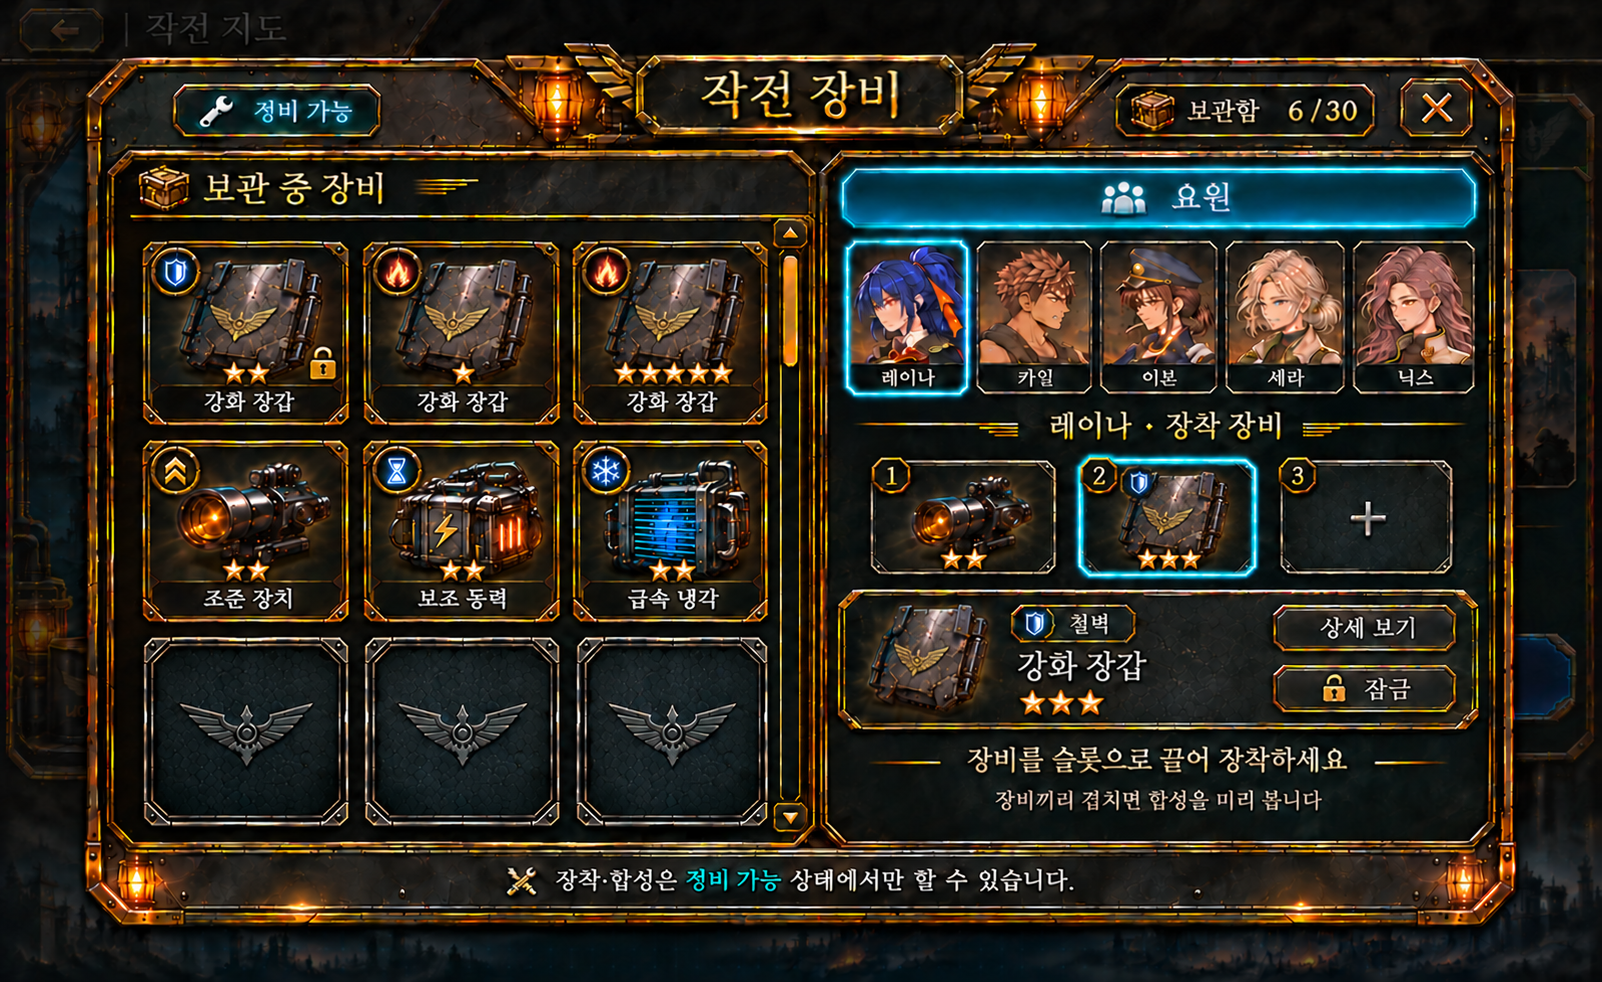 작전 지도
작전 장비
정비 가능
보관함 6/30
보관 중 장비
강화 장갑
강화 장갑
강화 장갑
조준 장치
보조 동력
급속 냉각
요원
레이나
카일
이본
세라
닉스
레이나 · 장착 장비
1
2
3
철벽
강화 장갑
상세 보기
잠금
장비를 슬롯으로 끌어 장착하세요
장비끼리 겹치면 합성을 미리 봅니다
장착·합성은 정비 가능 상태에서만 할 수 있습니다.